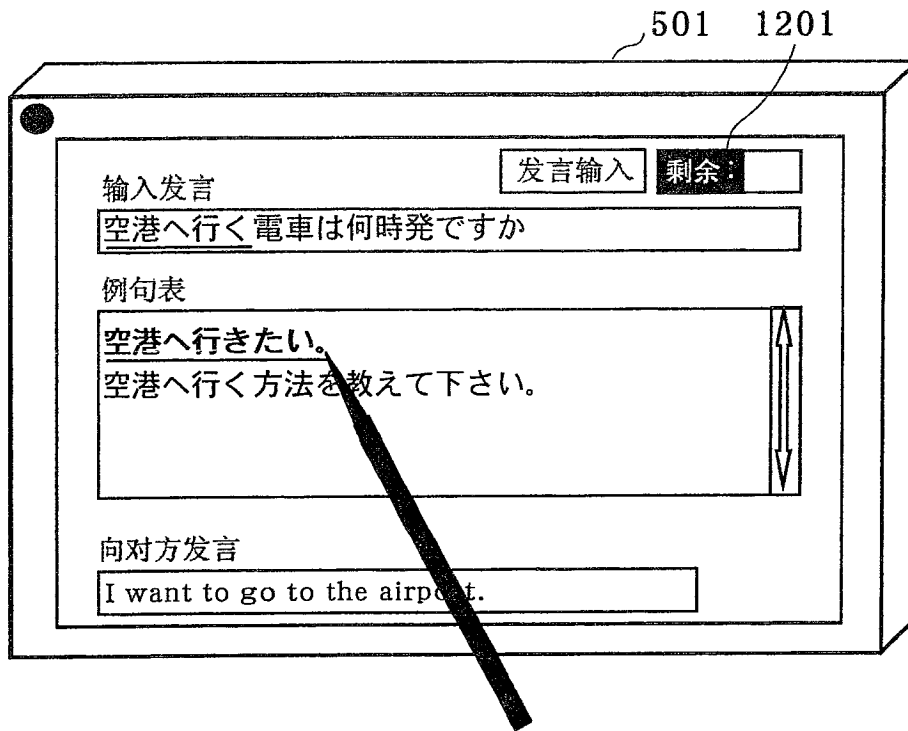 501 1201
发言输入 剩余:
输入发言
空港へ行く電車は何時発ですか
例句表
空港へ行きたい。
空港へ行く方法を教えて下さい。
向对方发言
I want to go to the airport.